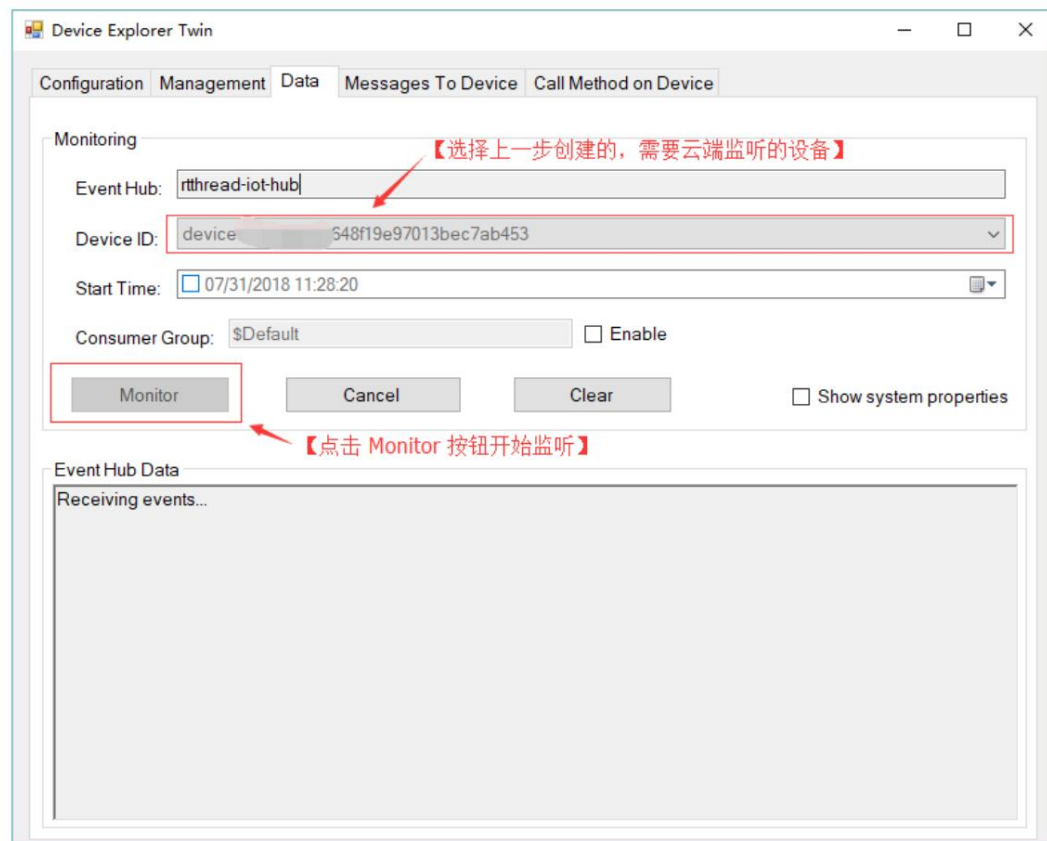 Device Explorer Twin
Configuration Management Data Messages To Device Call Method on Device
Monitoring
【选择上一步创建的，需要云端监听的设备】
Event Hub: rtthread-iot-hub
Device ID: device 648f19e97013bec7ab453
Start Time: 07/31/2018 11:28:20
Consumer Group: $Default Enable
Monitor Cancel Clear Show system properties
【点击 Monitor 按钮开始监听】
Event Hub Data
Receiving events...